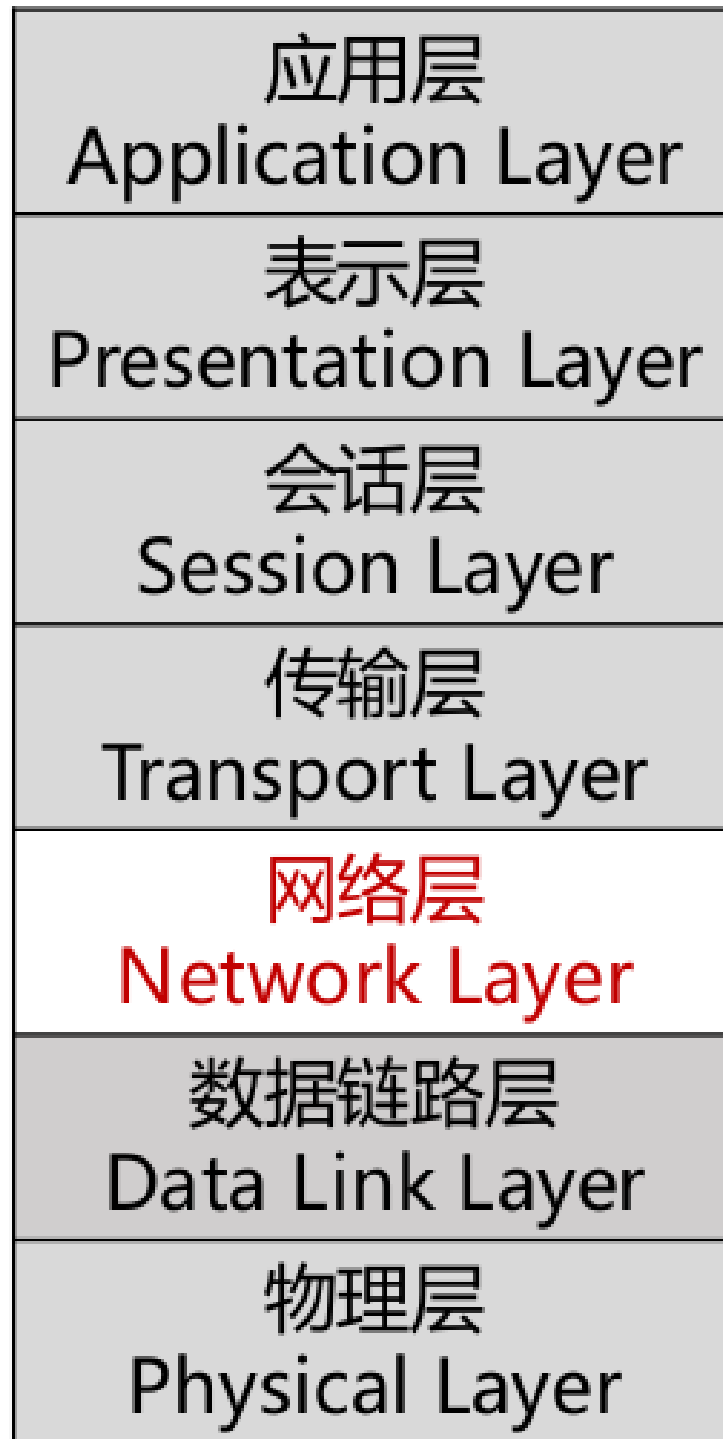 应用层
Application Layer
表示层
Presentation Layer
会话层
Session Layer
传输层
Transport Layer
网络层
Network Layer
数据链路层
Data Link Layer
物理层
Physical Layer